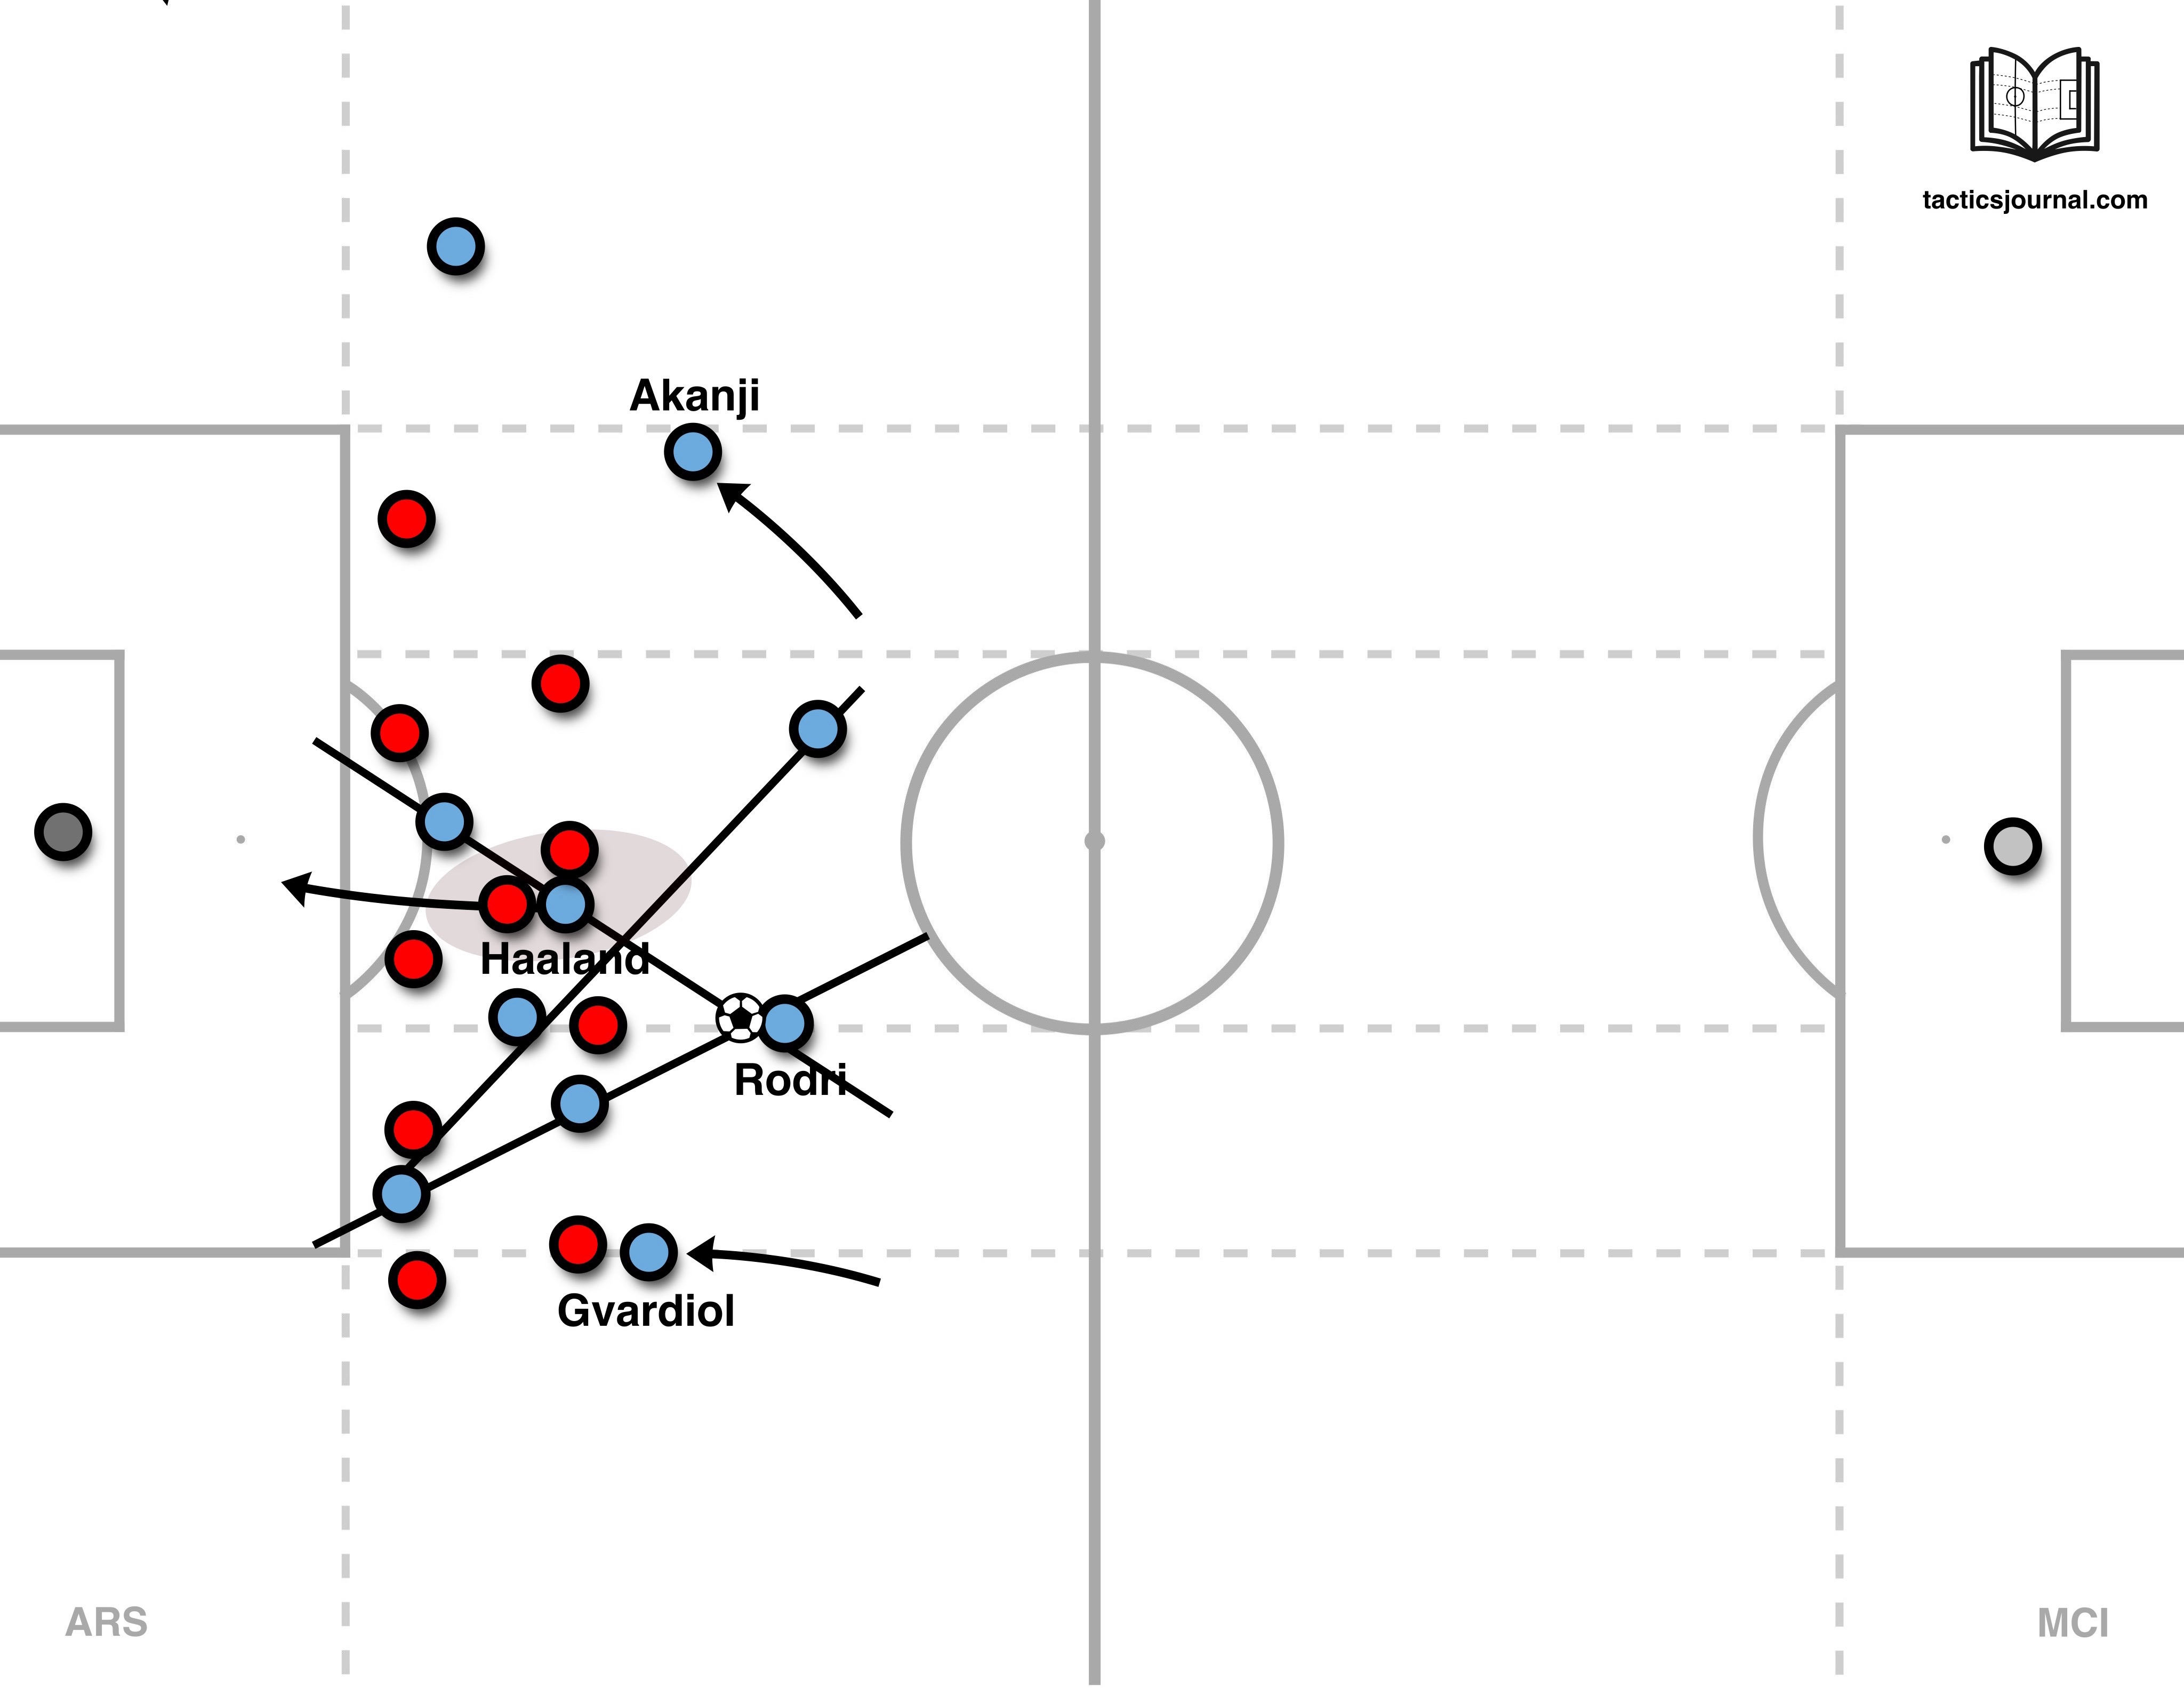 tacticsjournal.com
Akanji
Haaland
Rodri
Gvardiol
ARS
MCI